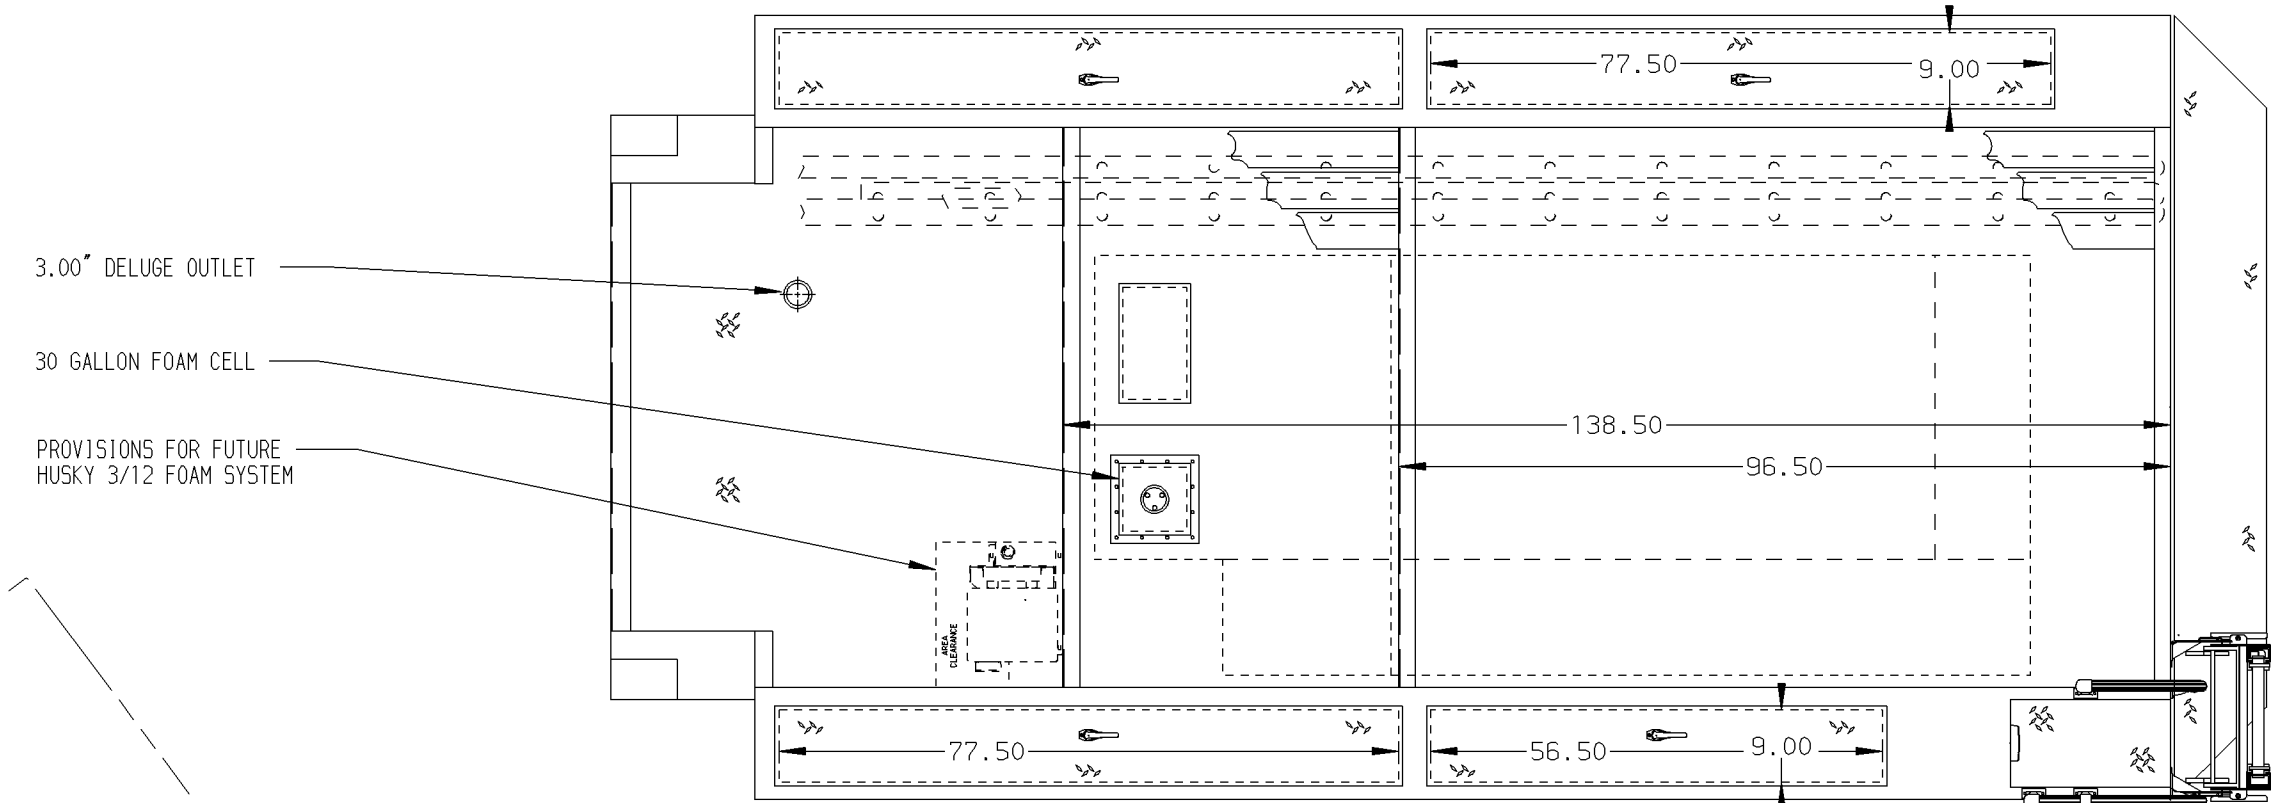 77.50
9.00
3.00" DELUGE OUTLET
30 GALLON FOAM CELL
138.50
PROVISIONS FOR FUTURE
HUSKY 3/12 FOAM SYSTEM
96.50
AREA
CLEARANCE
77.50
56.50
9.00